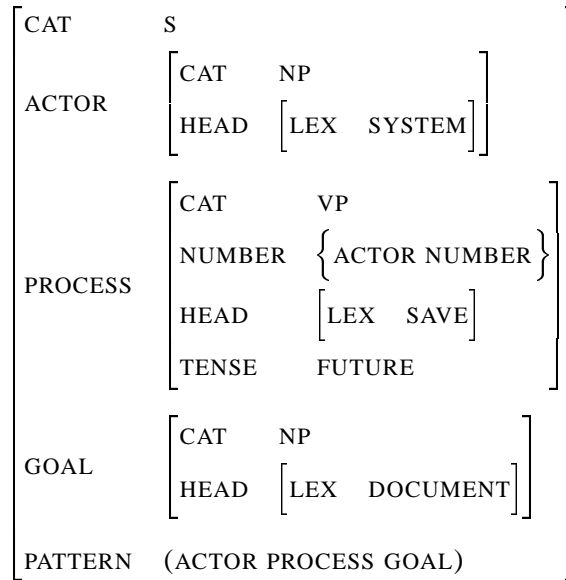 CAT S
ACTOR
CAT NP
HEAD LEX SYSTEM
PROCESS
CAT VP
NUMBER {ACTOR NUMBER}
HEAD LEX SAVE
TENSE FUTURE
GOAL
CAT NP
HEAD LEX DOCUMENT
PATTERN (ACTOR PROCESS GOAL)